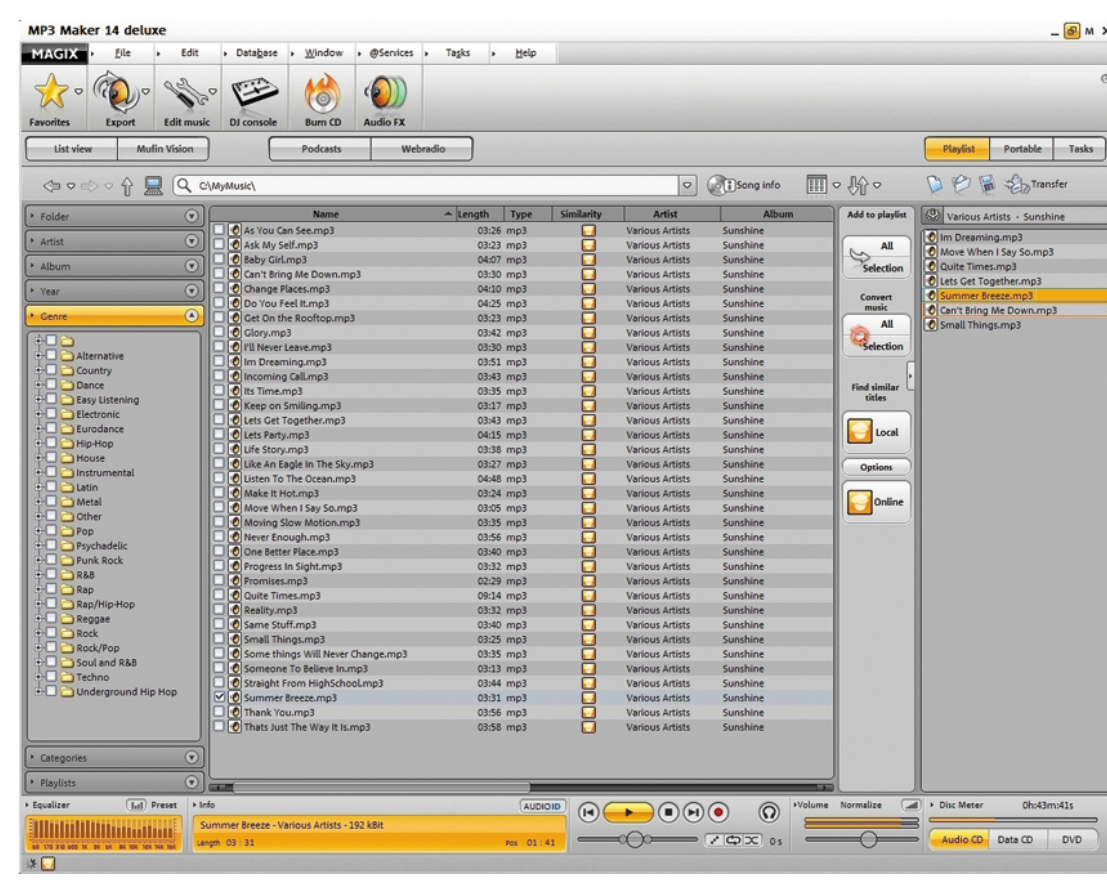 MP3 Maker 14 deluxe
MAGIX File Edit Database Window @Services Tasks Help
Favorites Export Edit music DJ console Burn CD Audio FX
List view Mufin Vision Podcasts Webradio Playlist Portable Tasks
C:\MyMusic\ Song info Transfer
Folder
Artist
Album
Year
Genre
Alternative
Country
Dance
Easy Listening
Electronic
Eurodance
Hip-Hop
House
Instrumental
Latin
Metal
Other
Pop
Psychadelic
Punk Rock
R&B
Rap
Rap/Hip-Hop
Reggae
Rock
Rock/Pop
Soul and R&B
Techno
Underground Hip Hop
Categories
Playlists
Name Length Type Similarity Artist Album
As You Can See.mp3 03:26 mp3 Various Artists Sunshine
Ask My Self.mp3 03:23 mp3 Various Artists Sunshine
Baby Girl.mp3 04:07 mp3 Various Artists Sunshine
Can't Bring Me Down.mp3 03:30 mp3 Various Artists Sunshine
Change Places.mp3 04:10 mp3 Various Artists Sunshine
Do You Feel It.mp3 04:25 mp3 Various Artists Sunshine
Get On the Rooftop.mp3 03:23 mp3 Various Artists Sunshine
Glory.mp3 03:42 mp3 Various Artists Sunshine
I'll Never Leave.mp3 03:30 mp3 Various Artists Sunshine
Im Dreaming.mp3 03:51 mp3 Various Artists Sunshine
Incoming Call.mp3 03:43 mp3 Various Artists Sunshine
Its Time.mp3 03:35 mp3 Various Artists Sunshine
Keep on Smiling.mp3 03:17 mp3 Various Artists Sunshine
Lets Get Together.mp3 03:43 mp3 Various Artists Sunshine
Lets Party.mp3 04:15 mp3 Various Artists Sunshine
Life Story.mp3 03:38 mp3 Various Artists Sunshine
Like An Eagle In The Sky.mp3 03:27 mp3 Various Artists Sunshine
Listen To The Ocean.mp3 04:48 mp3 Various Artists Sunshine
Make It Hot.mp3 03:24 mp3 Various Artists Sunshine
Move When I Say So.mp3 03:05 mp3 Various Artists Sunshine
Moving Slow Motion.mp3 03:35 mp3 Various Artists Sunshine
Never Enough.mp3 03:56 mp3 Various Artists Sunshine
One Better Place.mp3 03:40 mp3 Various Artists Sunshine
Progress In Sight.mp3 03:32 mp3 Various Artists Sunshine
Promises.mp3 02:29 mp3 Various Artists Sunshine
Quite Times.mp3 09:14 mp3 Various Artists Sunshine
Reality.mp3 03:32 mp3 Various Artists Sunshine
Same Stuff.mp3 03:40 mp3 Various Artists Sunshine
Small Things.mp3 03:25 mp3 Various Artists Sunshine
Some things Will Never Change.mp3 03:35 mp3 Various Artists Sunshine
Someone To Believe In.mp3 03:13 mp3 Various Artists Sunshine
Straight From HighSchool.mp3 03:44 mp3 Various Artists Sunshine
Summer Breeze.mp3 03:31 mp3 Various Artists Sunshine
Thank You.mp3 03:56 mp3 Various Artists Sunshine
Thats Just The Way It Is.mp3 03:58 mp3 Various Artists Sunshine
Add to playlist
All
Selection
Convert
music
All
Selection
Find similar
titles
Local
Options
Online
Various Artists - Sunshine
Im Dreaming.mp3
Move When I Say So.mp3
Quite Times.mp3
Lets Get Together.mp3
Summer Breeze.mp3
Can't Bring Me Down.mp3
Small Things.mp3
Equalizer Preset Info AUDIOID Volume Normalize Disc Meter 0h:43m:41s
Summer Breeze - Various Artists - 192 kBit
Length 03 : 31 Pos 01 : 41 0 s Audio CD Data CD DVD